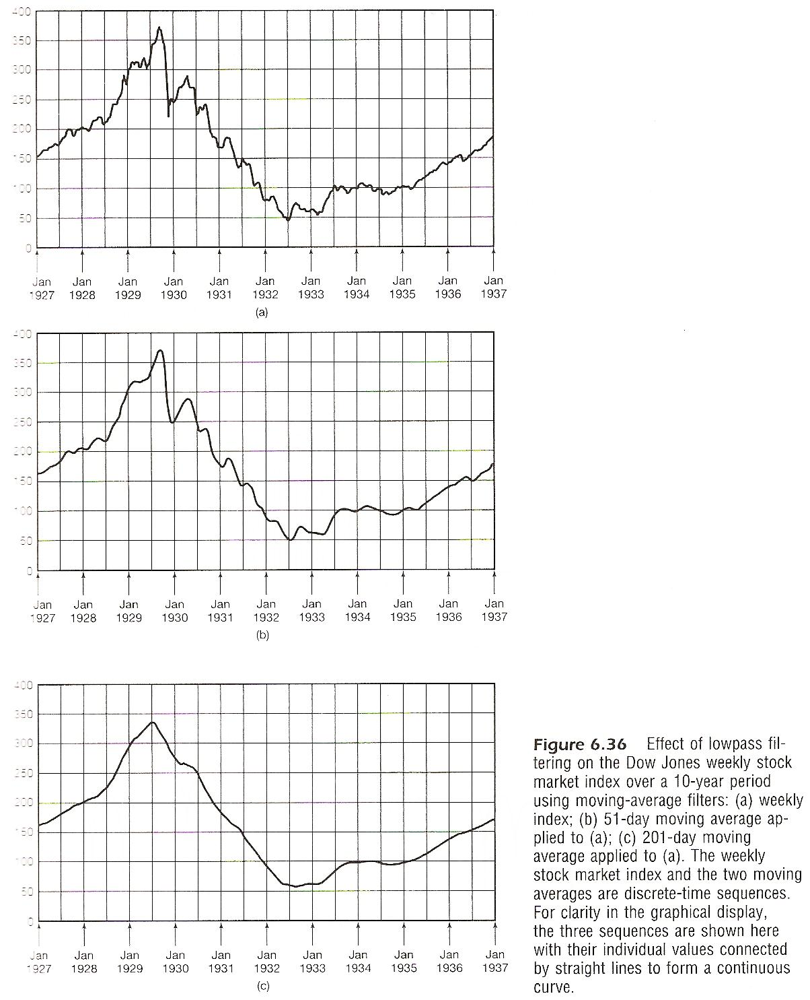 400
350
300
250
200
150
100
50
0
Jan Jan Jan Jan Jan Jan Jan Jan Jan Jan Jan
1927 1928 1929 1930 1931 1932 1933 1934 1935 1936 1937
(a)
400
350
300
250
200
150
100
50
0
Jan Jan Jan Jan Jan Jan Jan Jan Jan Jan Jan
1927 1928 1929 1930 1931 1932 1933 1934 1935 1936 1937
(b)
400
350
300
250
200
150
100
50
0
Jan Jan Jan Jan Jan Jan Jan Jan Jan Jan Jan
1927 1928 1929 1930 1931 1932 1933 1934 1935 1936 1937
(c)
Figure 6.36 Effect of lowpass fil-
tering on the Dow Jones weekly stock
market index over a 10-year period
using moving-average filters: (a) weekly
index; (b) 51-day moving average ap-
plied to (a); (c) 201-day moving
average applied to (a). The weekly
stock market index and the two moving
averages are discrete-time sequences.
For clarity in the graphical display,
the three sequences are shown here
with their individual values connected
by straight lines to form a continuous
curve.